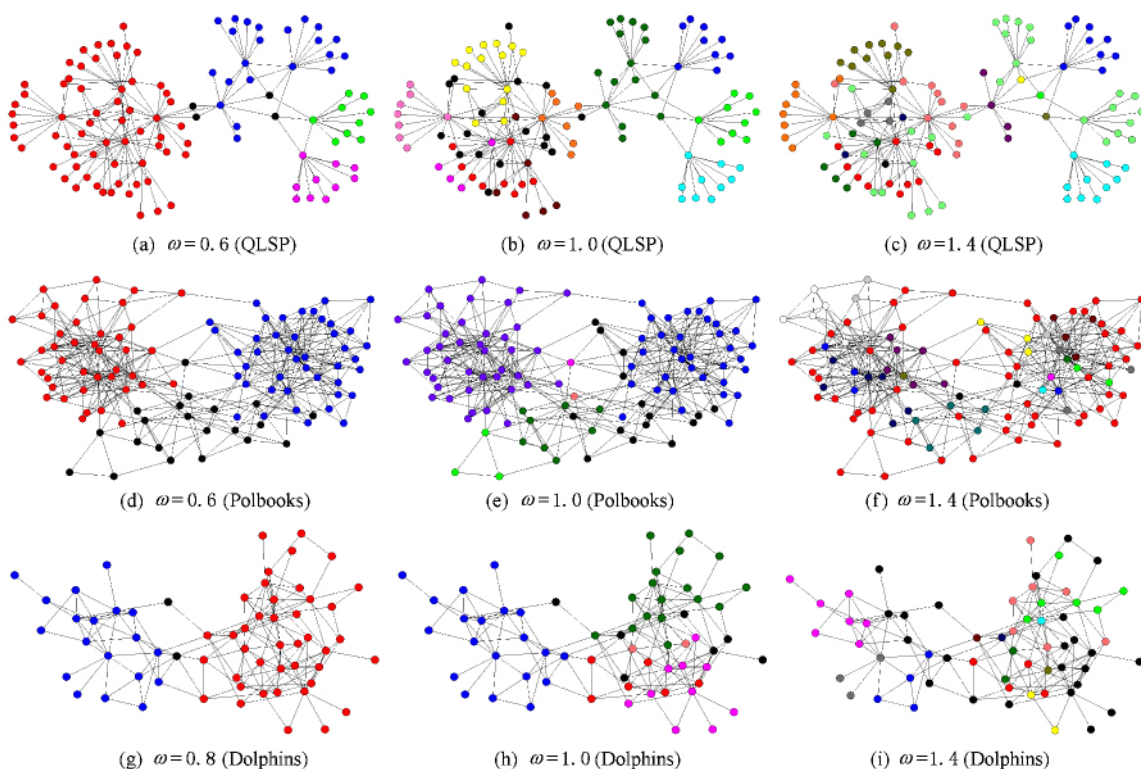 (a) ω=0.6 (QLSP)
(b) ω=1.0 (QLSP)
(c) ω=1.4 (QLSP)
(d) ω=0.6 (Polbooks)
(e) ω=1.0 (Polbooks)
(f) ω=1.4 (Polbooks)
(g) ω=0.8 (Dolphins)
(h) ω=1.0 (Dolphins)
(i) ω=1.4 (Dolphins)